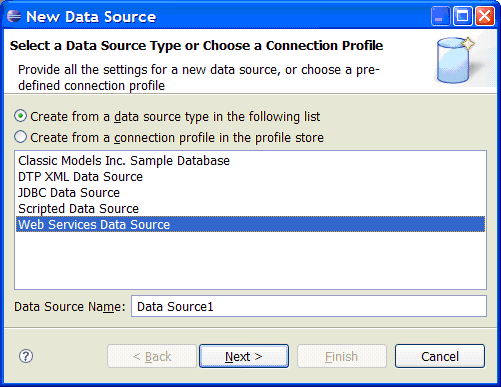 New Data Source
Select a Data Source Type or Choose a Connection Profile
Provide all the settings for a new data source, or choose a pre-
defined connection profile
Create from a data source type in the following list
Create from a connection profile in the profile store
Classic Models Inc. Sample Database
DTP XML Data Source
JDBC Data Source
Scripted Data Source
Web Services Data Source
Data Source Name: Data Source1
? < Back Next > Finish Cancel